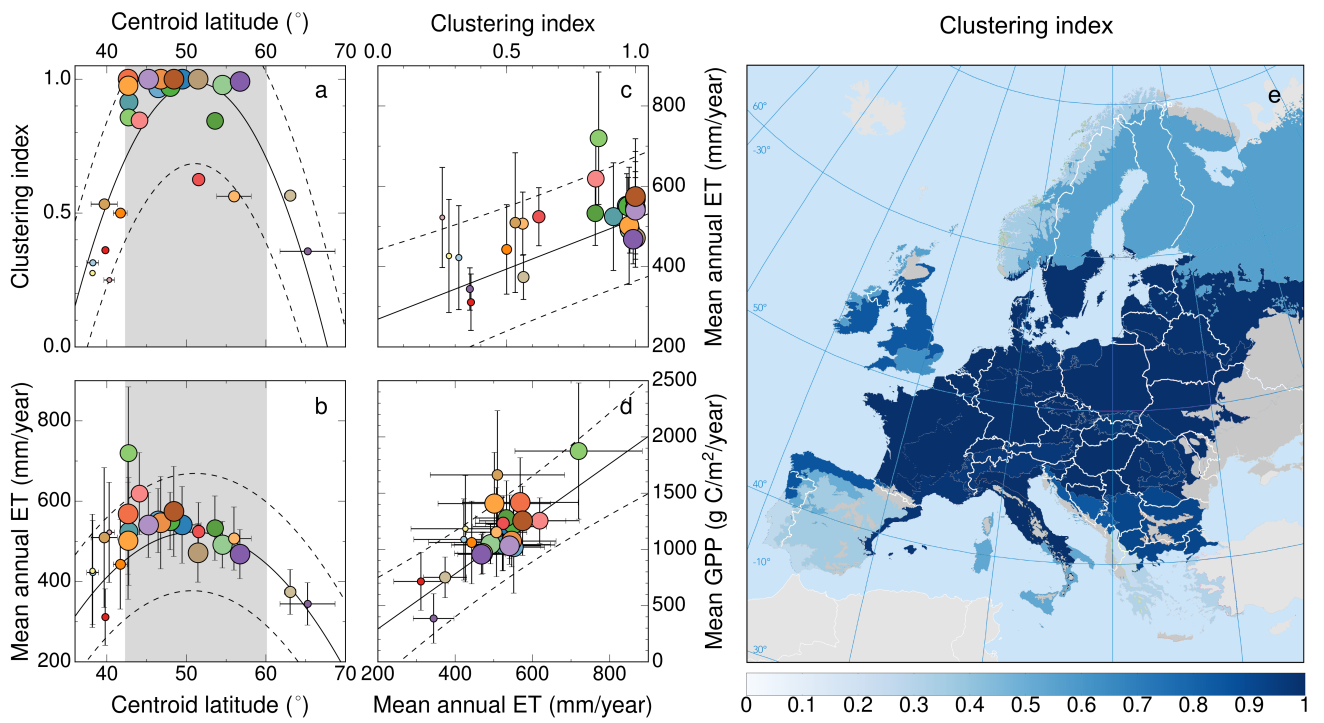 Centroid latitude (°)
40 50 60 70
Clustering index
0.0 0.5 1.0
Clustering index
a
1.0
0.5
0.0
Clustering index
c
800
600
400
200
Mean annual ET (mm/year)
b
800
600
400
200
Mean annual ET (mm/year)
40 50 60 70
Centroid latitude (°)
d
2500
2000
1500
1000
500
0
Mean GPP (g C/m²/year)
200 400 600 800
Mean annual ET (mm/year)
Clustering index
e
60°
-30°
50°
40°
-10°
30°
0 0.1 0.2 0.3 0.4 0.5 0.6 0.7 0.8 0.9 1